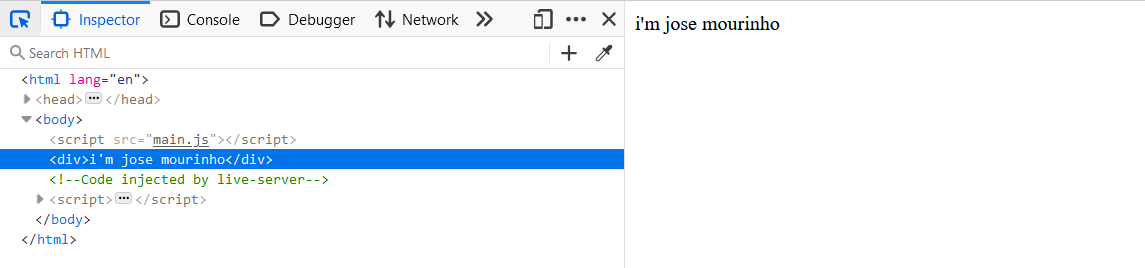 Inspector Console Debugger Network
i'm jose mourinho
Search HTML
<html lang="en">
<head>…</head>
<body>
<script src="main.js"></script>
<div>i'm jose mourinho</div>
<!--Code injected by live-server-->
<script>…</script>
</body>
</html>